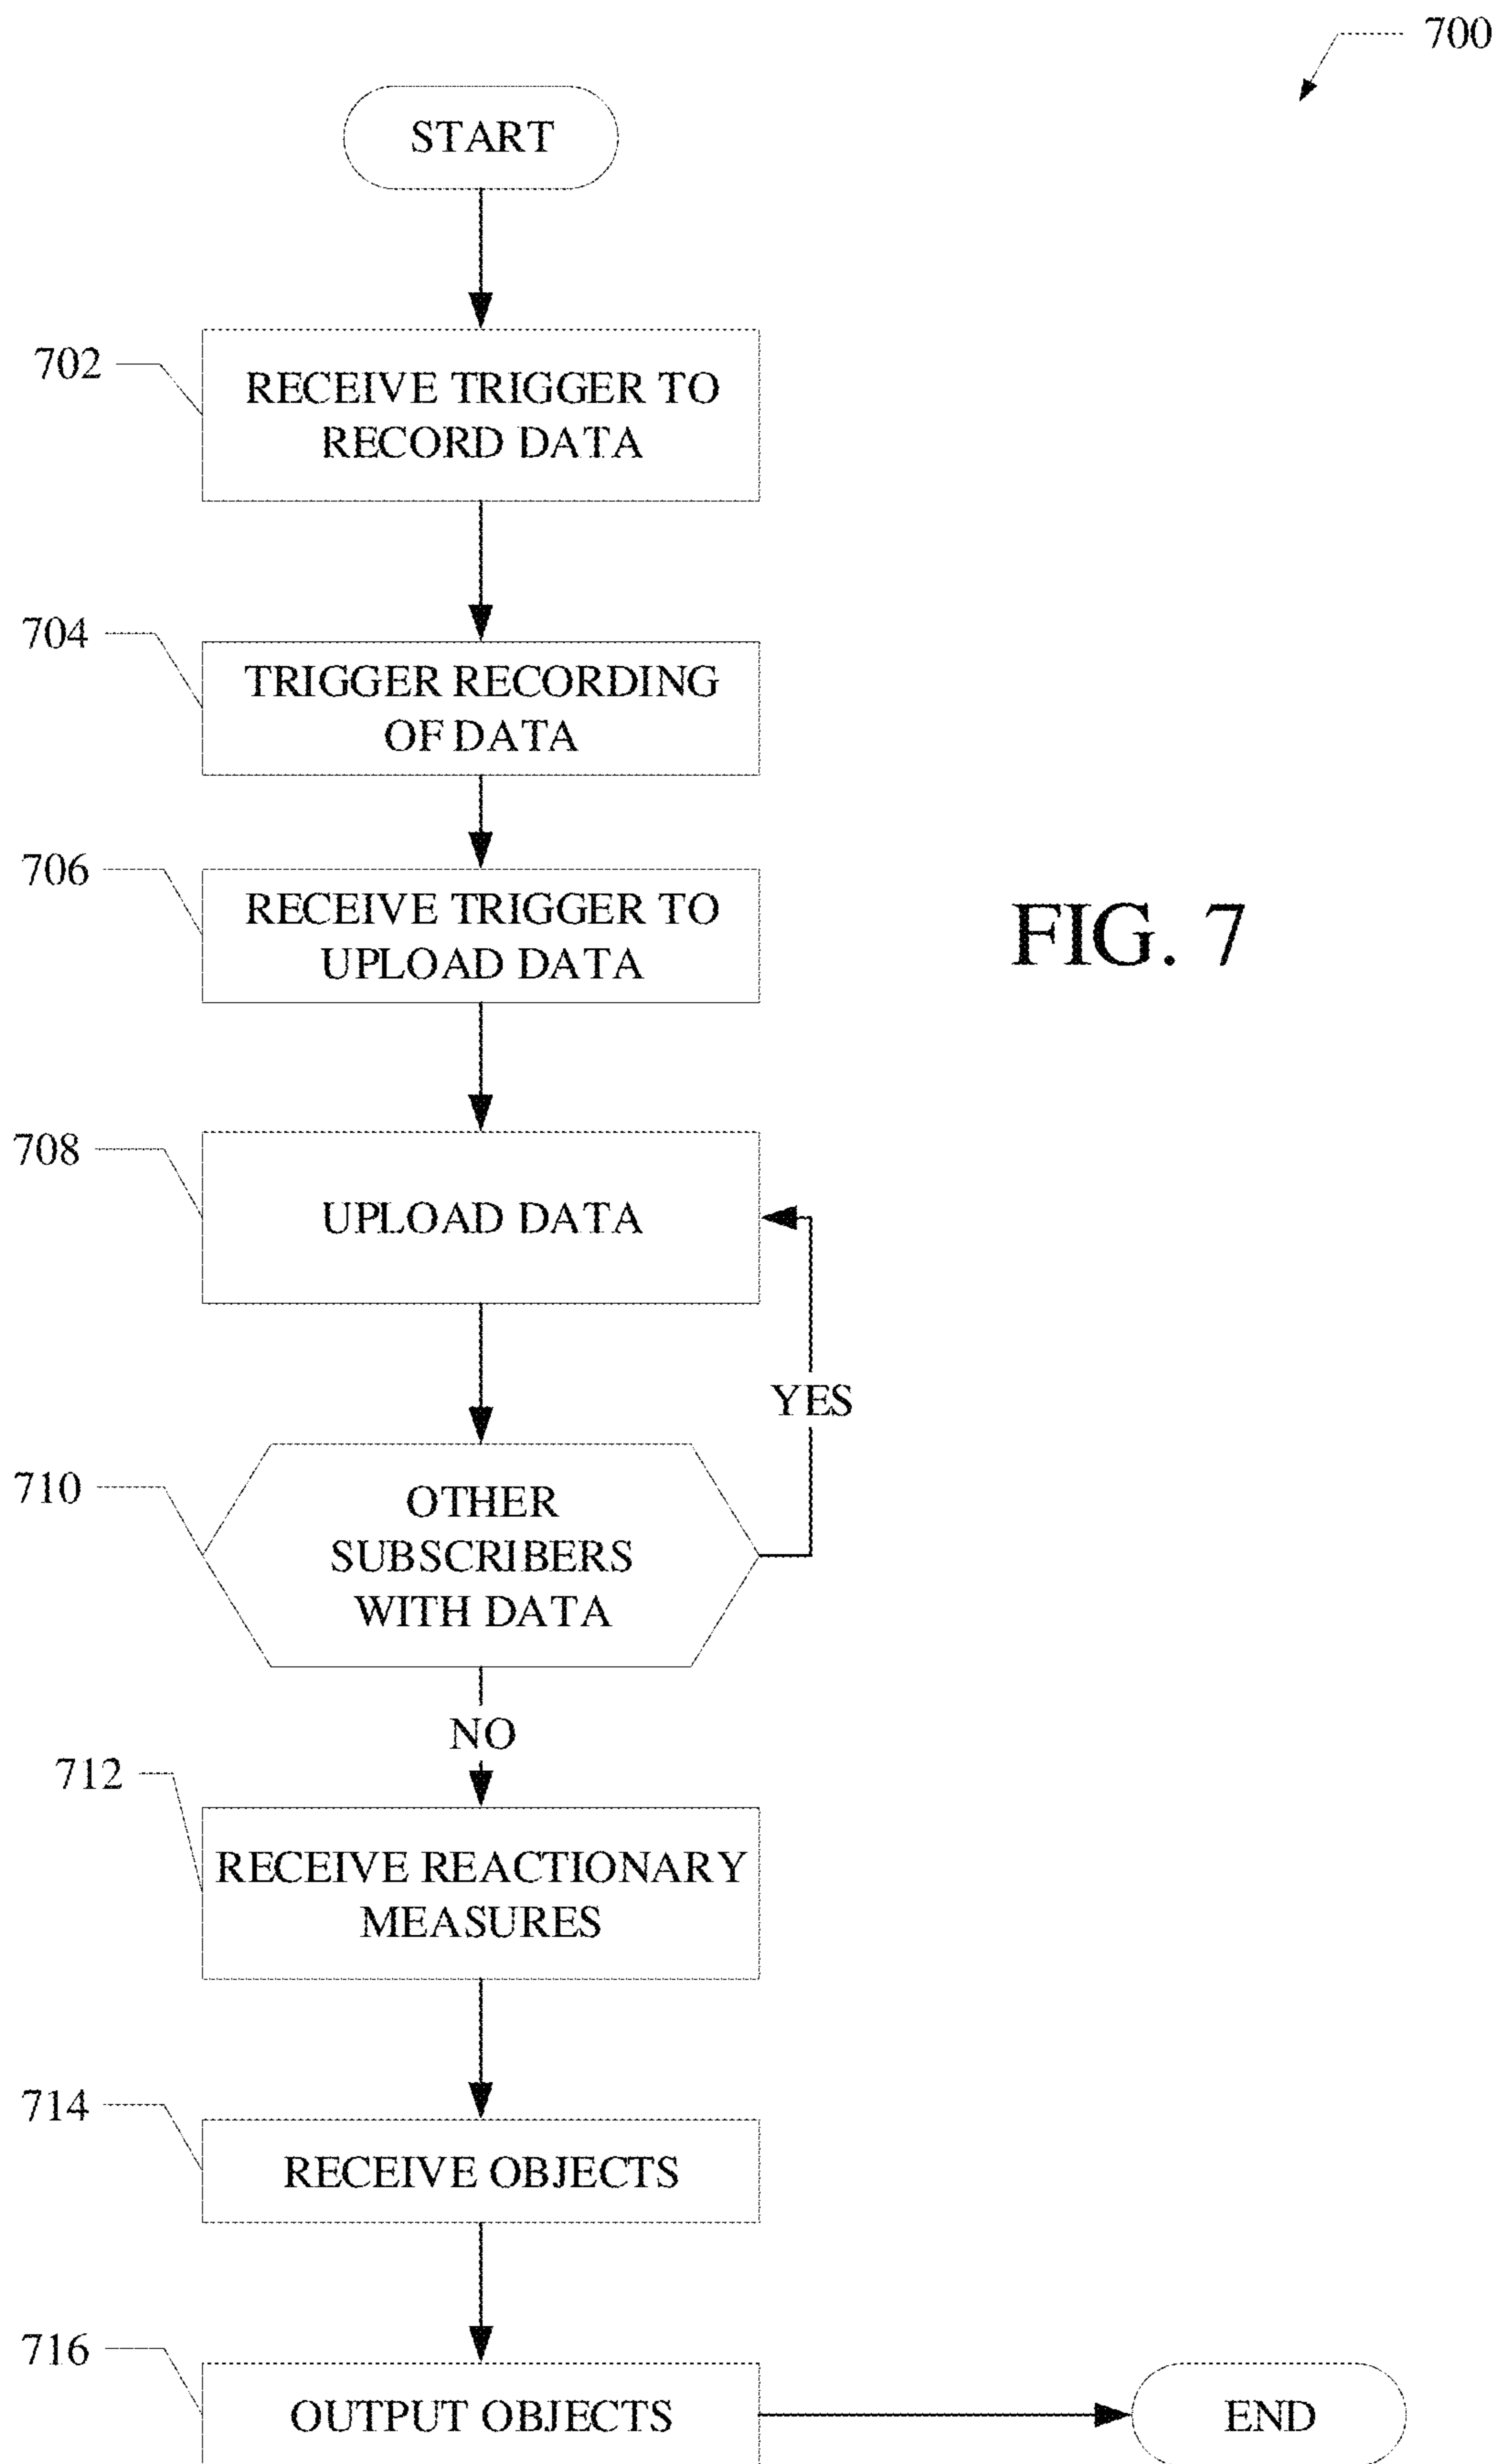 700
START
702
RECEIVE TRIGGER TO
RECORD DATA
704
TRIGGER RECORDING
OF DATA
706
RECEIVE TRIGGER TO
UPLOAD DATA
FIG. 7
708
UPLOAD DATA
YES
710
OTHER
SUBSCRIBERS
WITH DATA
NO
712
RECEIVE REACTIONARY
MEASURES
714
RECEIVE OBJECTS
716
OUTPUT OBJECTS
END